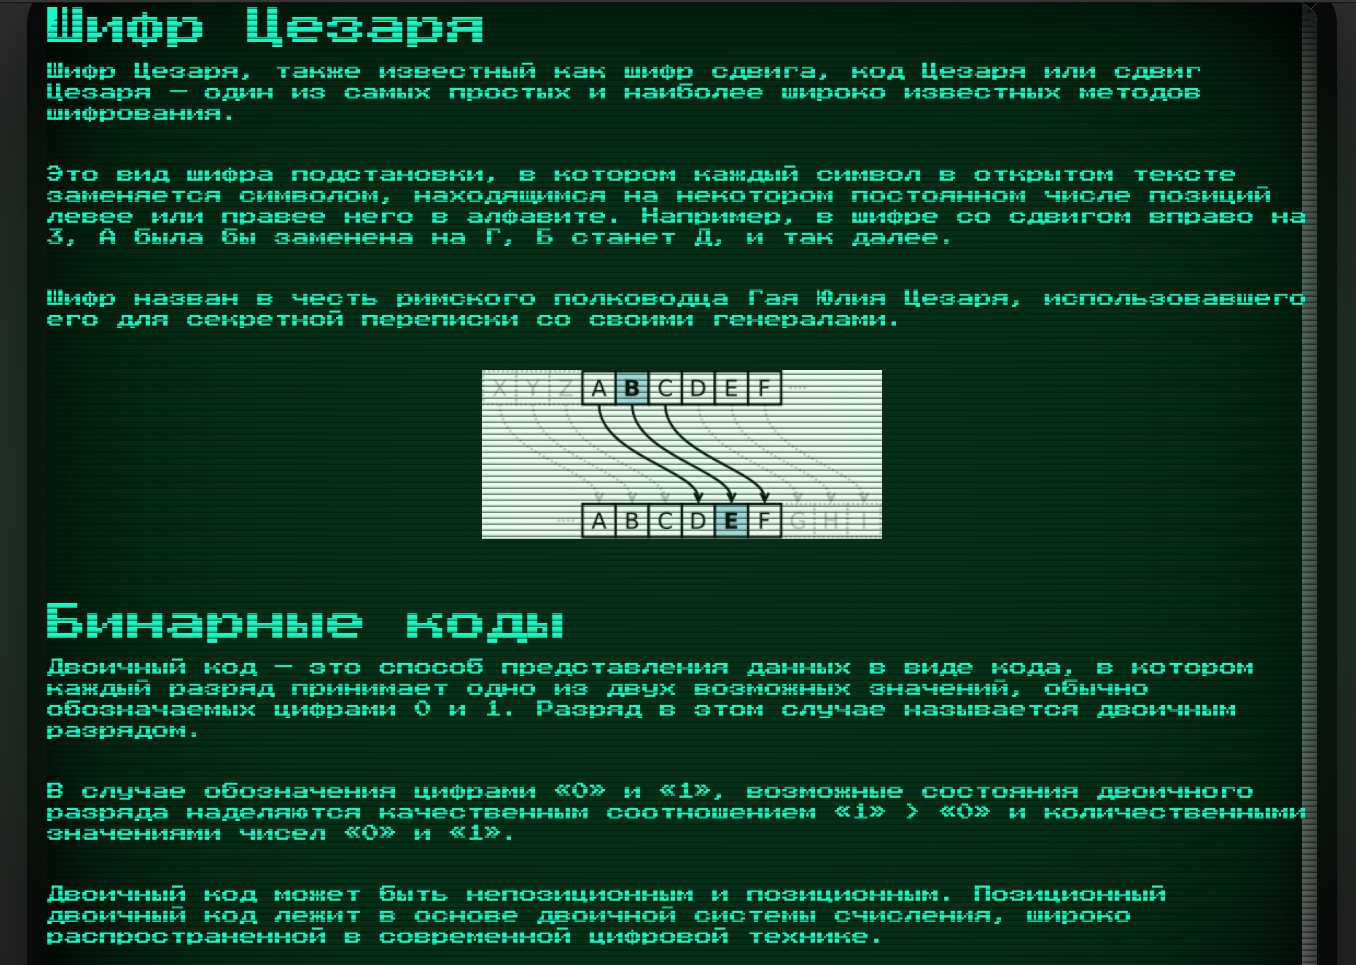 Шифр Цезаря
Шифр Цезаря, также известный как шифр сдвига, код Цезаря или сдвиг
Цезаря — один из самых простых и наиболее широко известных методов
шифрования.
Это вид шифра подстановки, в котором каждый символ в открытом тексте
заменяется символом, находящимся на некотором постоянном числе позиций
левее или правее него в алфавите. Например, в шифре со сдвигом вправо на
3, А была бы заменена на Г, Б станет Д, и так далее.
Шифр назван в честь римского полководца Гая Юлия Цезаря, использовавшего
его для секретной переписки со своими генералами.
X Y Z A B C D E F ....
.... A B C D E F G H I
Бинарные коды
Двоичный код — это способ представления данных в виде кода, в котором
каждый разряд принимает одно из двух возможных значений, обычно
обозначаемых цифрами 0 и 1. Разряд в этом случае называется двоичным
разрядом.
В случае обозначения цифрами «0» и «1», возможные состояния двоичного
разряда наделяются качественным соотношением «1» > «0» и количественными
значениями чисел «0» и «1».
Двоичный код может быть непозиционным и позиционным. Позиционный
двоичный код лежит в основе двоичной системы счисления, широко
распространенной в современной цифровой технике.